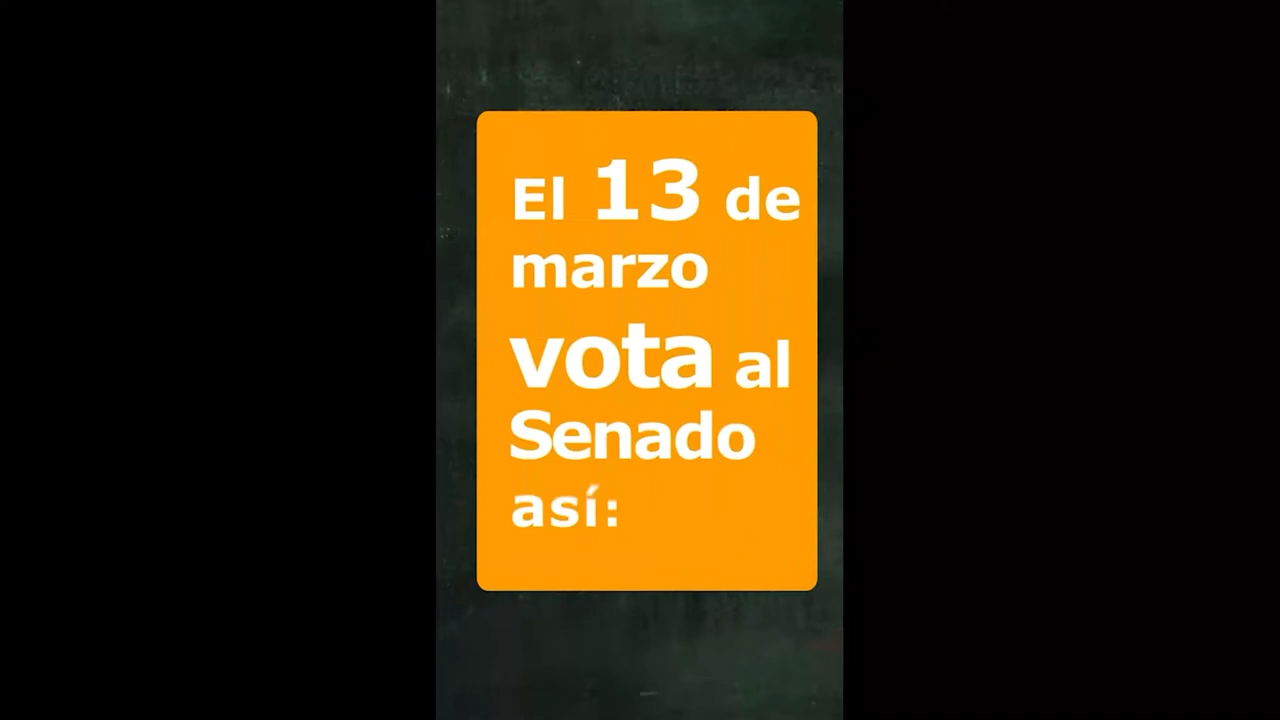 El 13 de
marzo
vota al
Senado
así: